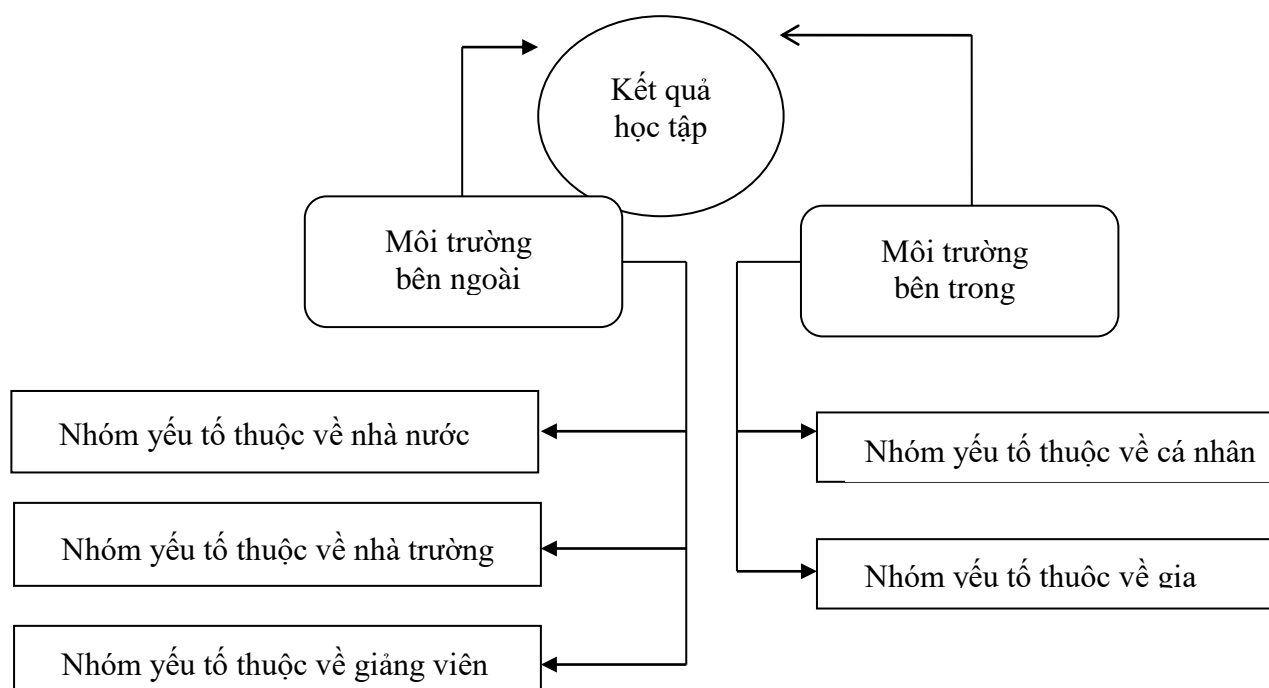 Kết quả
học tập
Môi trường
bên ngoài
Môi trường
bên trong
Nhóm yếu tố thuộc về nhà nước
Nhóm yếu tố thuộc về cá nhân
Nhóm yếu tố thuộc về nhà trường
Nhóm yếu tố thuộc về gia
Nhóm yếu tố thuộc về giảng viên